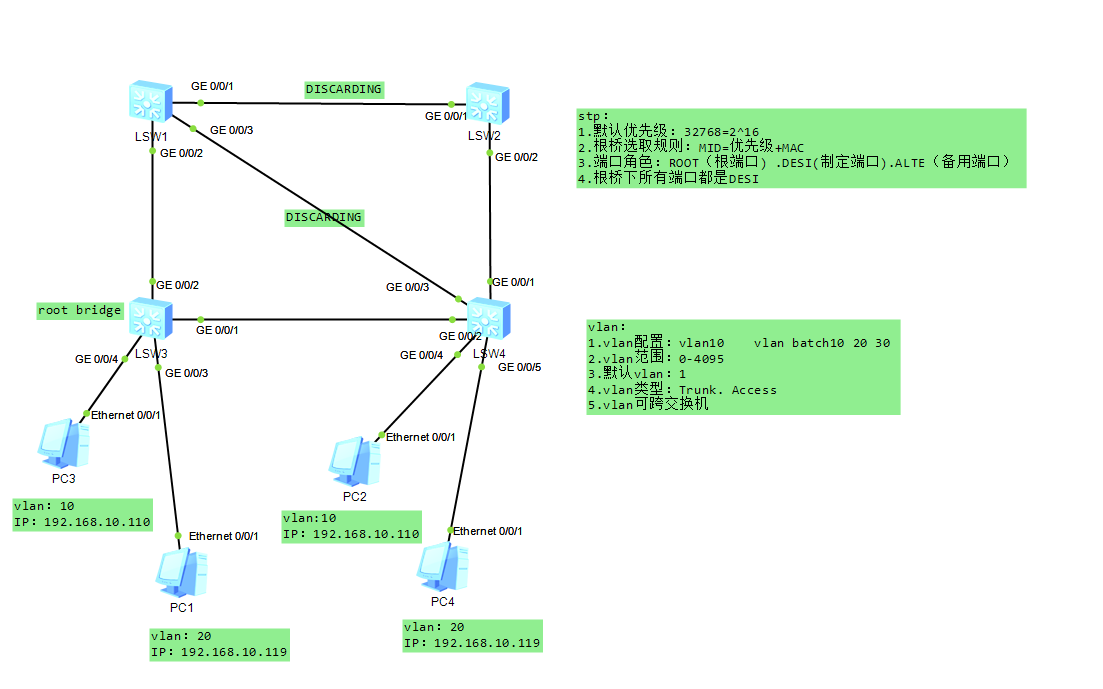 GE 0/0/1
DISCARDING
GE 0/0/1
LSW1
GE 0/0/3
LSW2
GE 0/0/2
GE 0/0/2
stp：
1.默认优先级：32768=2^16
2.根桥选取规则：MID=优先级+MAC
3.端口角色：ROOT（根端口）.DESI(制定端口).ALTE（备用端口）
4.根桥下所有端口都是DESI
DISCARDING
GE 0/0/2
GE 0/0/3
GE 0/0/1
root bridge
GE 0/0/1
GE 0/0/2
LSW3
LSW4
GE 0/0/4
GE 0/0/3
GE 0/0/4
GE 0/0/5
vlan：
1.vlan配置：vlan10    vlan batch10 20 30
2.vlan范围：0-4095
3.默认vlan：1
4.vlan类型：Trunk. Access
5.vlan可跨交换机
Ethernet 0/0/1
PC3
Ethernet 0/0/1
PC2
vlan：10
IP：192.168.10.110
vlan:10
IP：192.168.10.110
Ethernet 0/0/1
PC1
Ethernet 0/0/1
PC4
vlan：20
IP：192.168.10.119
vlan：20
IP：192.168.10.119